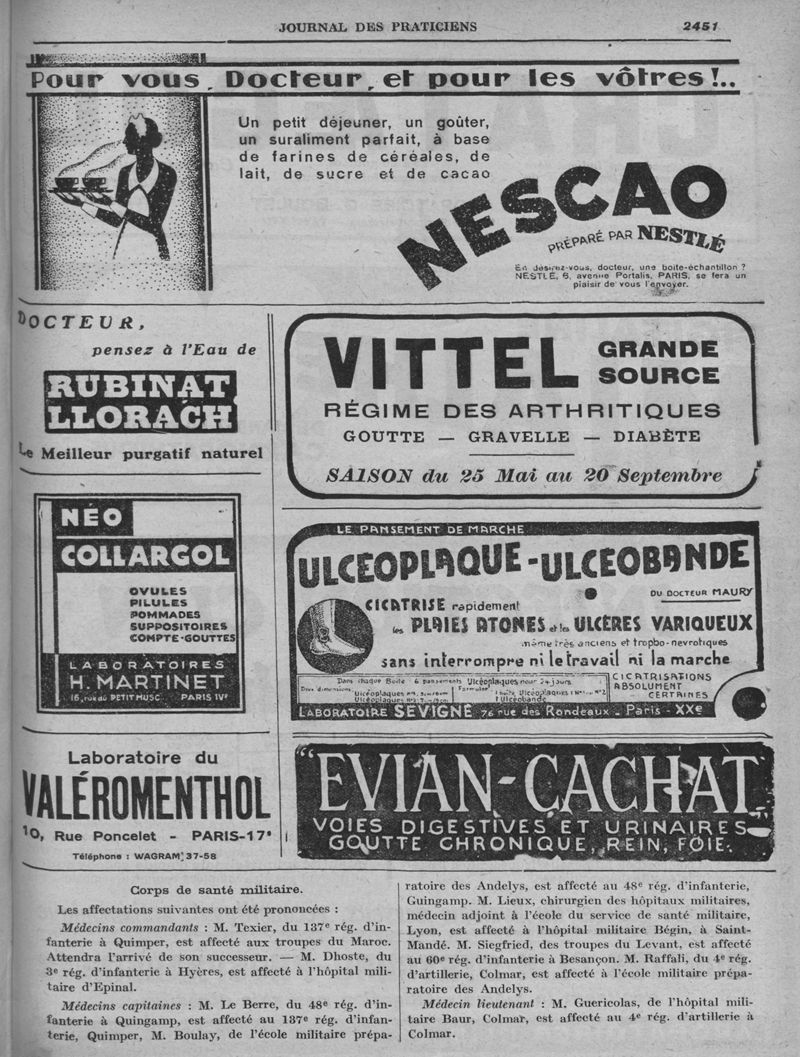 JOURNAL DES PRATICIENS
2451
Pour vous, Docteur, et pour les vôtres!..
Un petit déjeuner, un goûter,
un suraliment parfait, à base
de farines de céréales, de
lait, de sucre et de cacao
NESCAO
PRÉPARÉ PAR NESTLÉ
En désirez-vous, docteur, une boite-échantillon ?
NESTLÉ, 6, avenue Portalis, PARIS, se fera un
plaisir de vous l'envoyer.
DOCTEUR,
pensez à l'Eau de
RUBINAT
LLORACH
Le Meilleur purgatif naturel
VITTEL GRANDE
SOURCE
RÉGIME DES ARTHRITIQUES
GOUTTE — GRAVELLE — DIABÈTE
SAISON du 25 Mai au 20 Septembre
NÉO
COLLARGOL
OVULES
PILULES
POMMADES
SUPPOSITOIRES
COMPTE-GOUTTES
LABORATOIRES
H. MARTINET
16, rue du PETIT MUSC _ PARIS IVe
LE PANSEMENT DE MARCHE
ULCÉOPLAQUE-ULCÉOBANDE
DU DOCTEUR MAURY
CICATRISE rapidement
les PLAIES ATONES et les ULCÈRES VARIQUEUX
même très anciens et tropho-nevrotiques
sans interrompre ni le travail ni la marche
Dans chaque Boîte 6 pansements Ulcéoplaques pour 24 jours
CICATRISATIONS
ABSOLUMENT
CERTAINES
LABORATOIRE SEVIGNÉ 76 rue des Rondeaux - Paris - XXe
Laboratoire du
VALÉROMENTHOL
10, Rue Poncelet - PARIS-17e
Téléphone : WAGRAM 37-58
EVIAN-CACHAT
VOIES DIGESTIVES ET URINAIRES
GOUTTE CHRONIQUE, REIN, FOIE.
Corps de santé militaire.
Les affectations suivantes ont été prononcées :
Médecins commandants : M. Texier, du 137e rég. d'in-
fanterie à Quimper, est affecté aux troupes du Maroc.
Attendra l'arrivé de son successeur. — M. Dhoste, du
3e rég. d'infanterie à Hyères, est affecté à l'hôpital mili-
taire d'Epinal.
Médecins capitaines : M. Le Berre, du 48e rég. d'in-
fanterie à Quingamp, est affecté au 137e rég. d'infan-
terie, Quimper, M. Boulay, de l'école militaire prépa-
ratoire des Andelys, est affecté au 48e rég. d'infanterie,
Guingamp. M. Lieux, chirurgien des hôpitaux militaires,
médecin adjoint à l'école du service de santé militaire,
Lyon, est affecté à l'hôpital militaire Bégin, à Saint-
Mandé. M. Siegfried, des troupes du Levant, est affecté
au 60e rég. d'infanterie à Besançon. M. Raffali, du 4e rég.
d'artillerie, Colmar, est affecté à l'école militaire prépa-
ratoire des Andelys.
Médecin lieutenant : M. Guericolas, de l'hôpital mili-
taire Baur, Colmar, est affecté au 4e rég. d'artillerie à
Colmar.